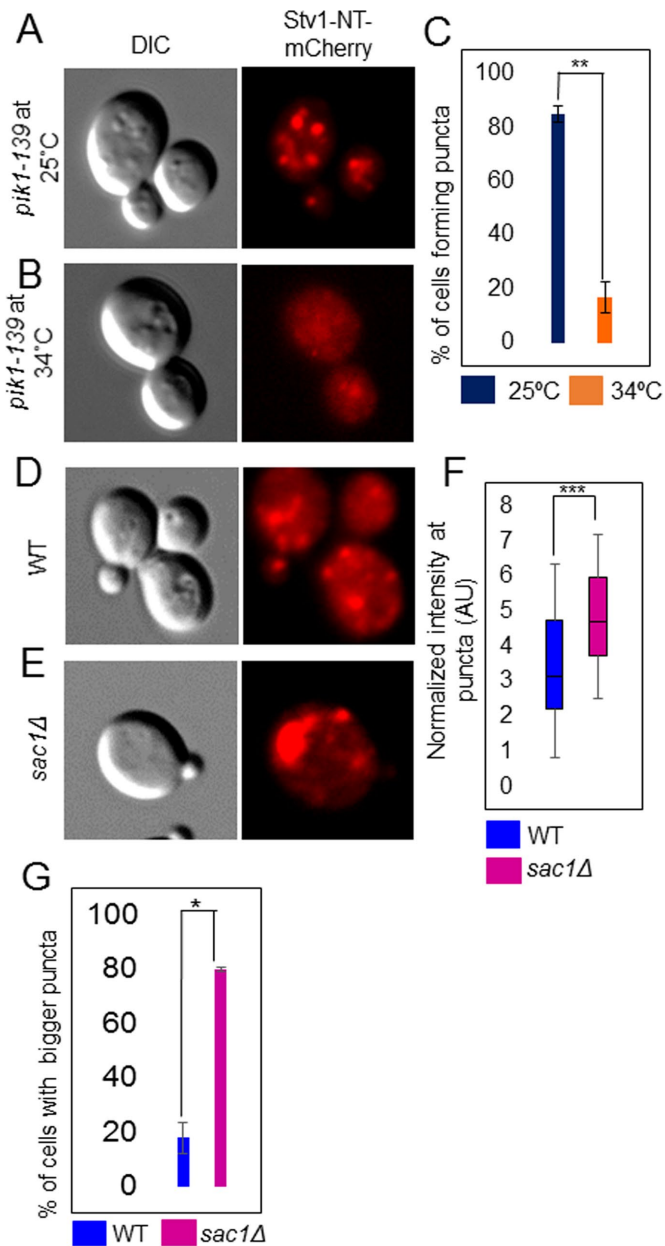 A
DIC
Stv1-NT-
mCherry
pik1-139 at
25°C
B
pik1-139 at
34°C
C
% of cells forming puncta
100
80
60
40
20
0
**
25ºC
34ºC
D
WT
E
sac1Δ
F
Normalized intensity at
puncta (AU)
8
7
6
5
4
3
2
1
0
***
WT
sac1Δ
G
% of cells with bigger puncta
100
80
60
40
20
0
*
WT
sac1Δ